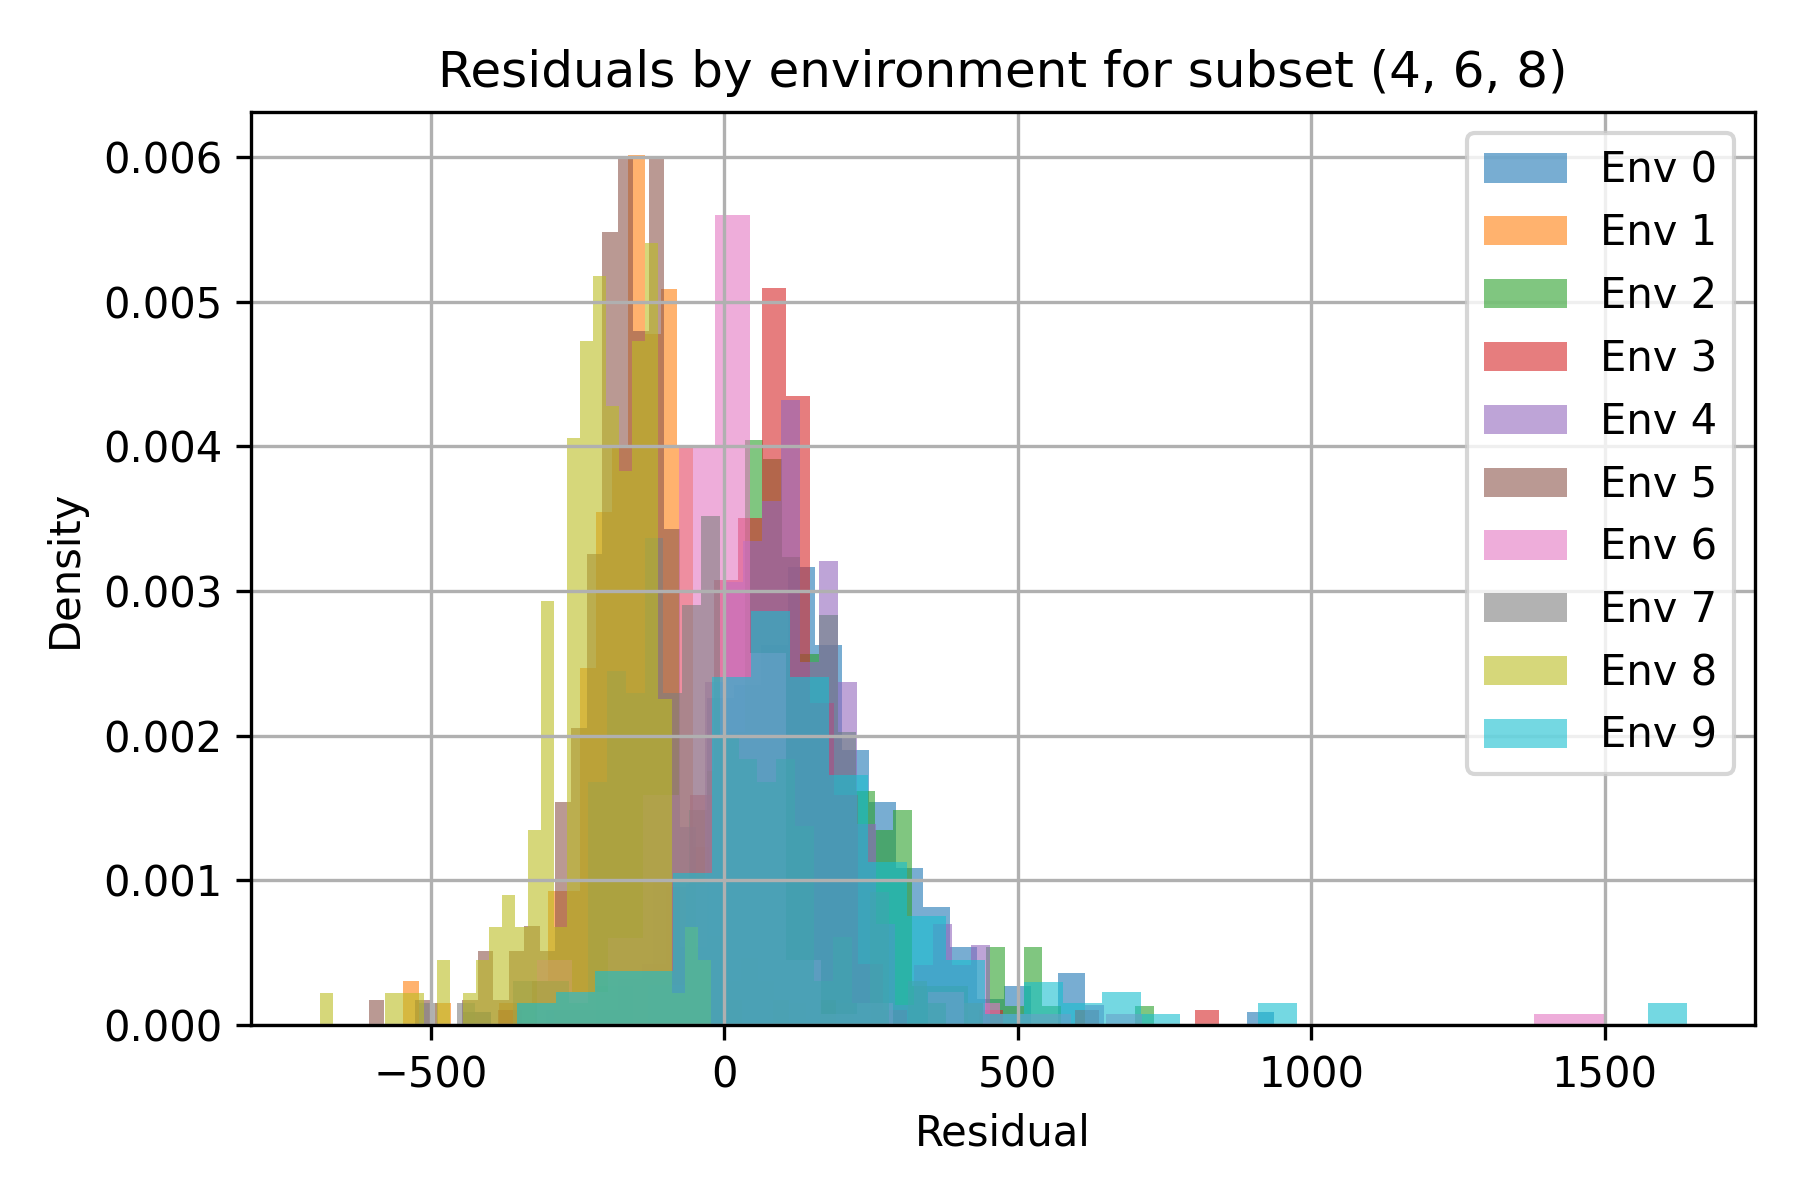 Residuals by environment for subset (4, 6, 8)
0.006
0.005
0.004
0.003
0.002
0.001
0.000
Density
−500
0
500
1000
1500
Residual
Env 0
Env 1
Env 2
Env 3
Env 4
Env 5
Env 6
Env 7
Env 8
Env 9